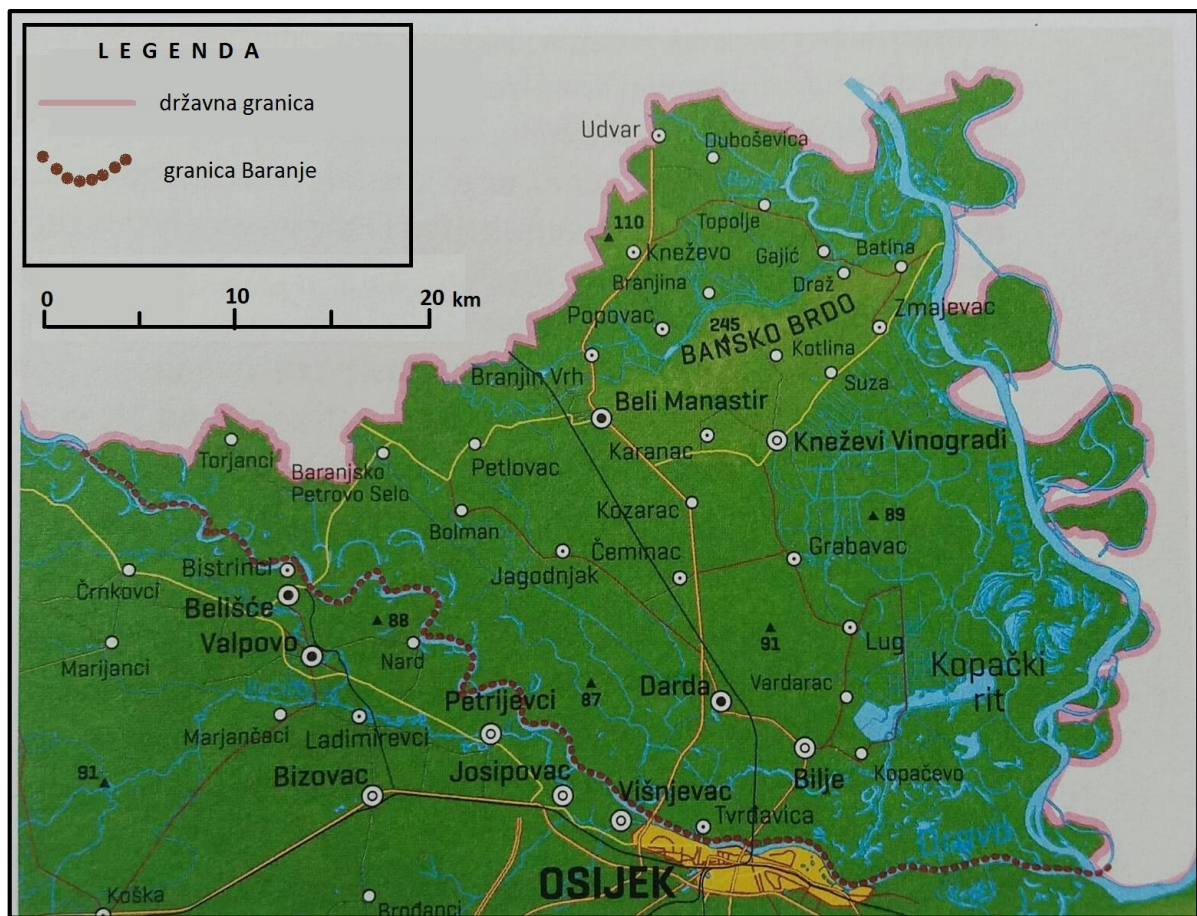 L E G E N D A
državna granica
granica Baranje
0 10 20 km
Udvar
Duboševica
110
Topolje
Kneževo
Gajić
Batina
Branjina
Draž
Popovac
245
BANSKO BRDO
Zmajevac
Kotlina
Branjin Vrh
Suza
Beli Manastir
Karanac
Kneževi Vinogradi
Torjanci
Baranjsko
Petrovo Selo
Petlovac
Kozarac
89
Bolman
Čeminac
Grabavac
Jagodnjak
Bistrinci
Črnkovci
Belišće
88
91
Lug
Marijanci
Valpovo
Nard
Kopački
rit
Darda
Vardarac
87
Petrijevci
Marjančaci
Ladimirevci
91
Bizovac
Josipovac
Bilje
Kopačevo
Višnjevac
Tvrđavica
Drava
OSIJEK
Koška
Brođanci